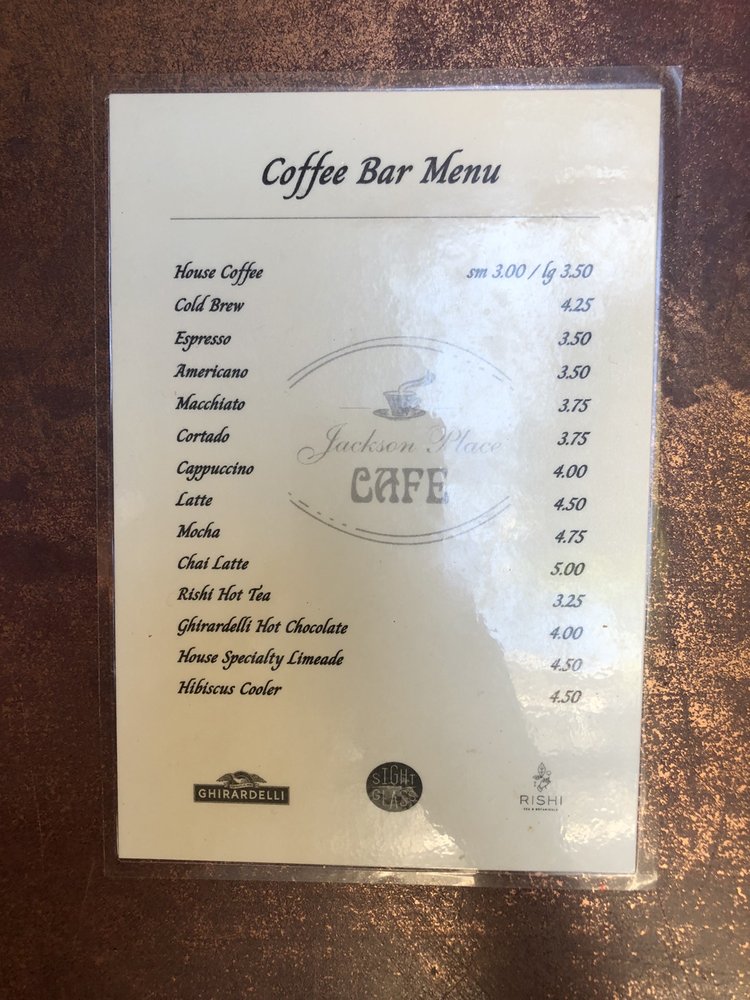 Coffee Bar Menu
House Coffee sm 3.00 / lg 3.50
Cold Brew 4.25
Espresso 3.50
Americano 3.50
Macchiato 3.75
Cortado 3.75
Cappuccino 4.00
Latte 4.50
Mocha 4.75
Chai Latte 5.00
Rishi Hot Tea 3.25
Ghirardelli Hot Chocolate 4.00
House Specialty Limeade 4.50
Hibiscus Cooler 4.50
Jackson Place
CAFE
GHIRARDELLI
SIGHT
GLASS
RISHI
TEA & BOTANICALS